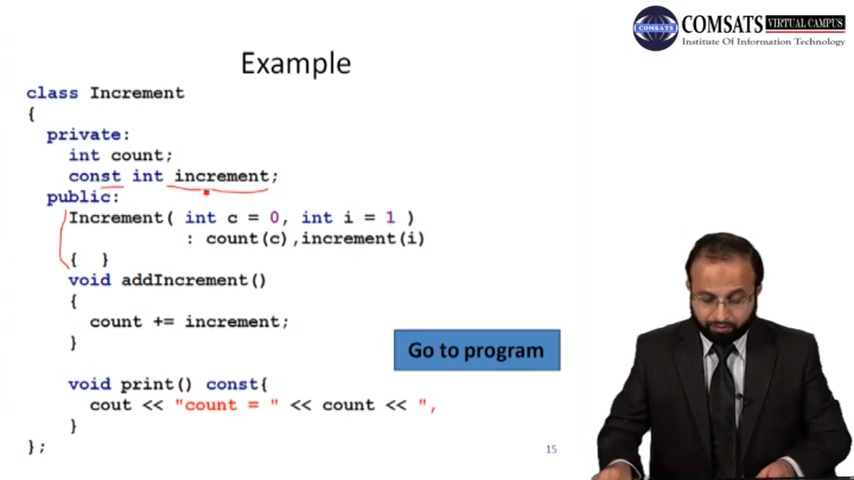 COMSATS VIRTUAL CAMPUS
COMSATS
Institute Of Information Technology
Example
class Increment
{
private:
int count;
const int increment;
public:
Increment( int c = 0, int i = 1 )
: count(c),increment(i)
{ }
void addIncrement()
{
count += increment;
}
Go to program
void print() const{
cout << "count = " << count << ",
}
15
};